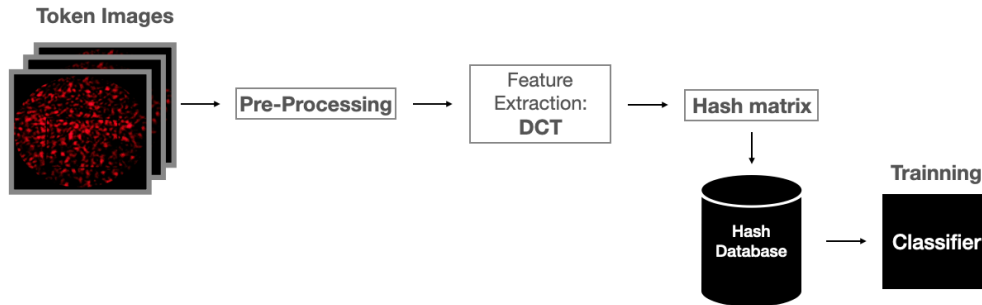 Token Images
Pre-Processing
Feature
Extraction:
DCT
Hash matrix
Hash
Database
Trainning
Classifier